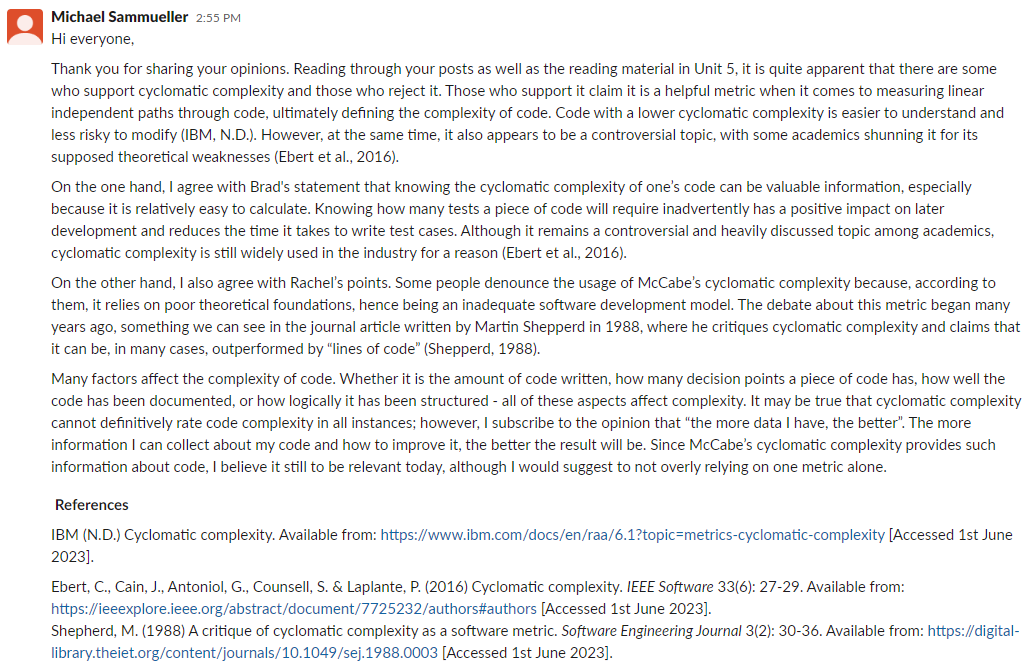 Michael Sammueller 2:55 PM
Hi everyone,
Thank you for sharing your opinions. Reading through your posts as well as the reading material in Unit 5, it is quite apparent that there are some
who support cyclomatic complexity and those who reject it. Those who support it claim it is a helpful metric when it comes to measuring linear
independent paths through code, ultimately defining the complexity of code. Code with a lower cyclomatic complexity is easier to understand and
less risky to modify (IBM, N.D.). However, at the same time, it also appears to be a controversial topic, with some academics shunning it for its
supposed theoretical weaknesses (Ebert et al., 2016).
On the one hand, I agree with Brad's statement that knowing the cyclomatic complexity of one's code can be valuable information, especially
because it is relatively easy to calculate. Knowing how many tests a piece of code will require inadvertently has a positive impact on later
development and reduces the time it takes to write test cases. Although it remains a controversial and heavily discussed topic among academics,
cyclomatic complexity is still widely used in the industry for a reason (Ebert et al., 2016).
On the other hand, I also agree with Rachel's points. Some people denounce the usage of McCabe's cyclomatic complexity because, according to
them, it relies on poor theoretical foundations, hence being an inadequate software development model. The debate about this metric began many
years ago, something we can see in the journal article written by Martin Shepperd in 1988, where he critiques cyclomatic complexity and claims that
it can be, in many cases, outperformed by “lines of code” (Shepperd, 1988).
Many factors affect the complexity of code. Whether it is the amount of code written, how many decision points a piece of code has, how well the
code has been documented, or how logically it has been structured - all of these aspects affect complexity. It may be true that cyclomatic complexity
cannot definitively rate code complexity in all instances; however, I subscribe to the opinion that “the more data I have, the better”. The more
information I can collect about my code and how to improve it, the better the result will be. Since McCabe's cyclomatic complexity provides such
information about code, I believe it still to be relevant today, although I would suggest to not overly relying on one metric alone.
References
IBM (N.D.) Cyclomatic complexity. Available from: https://www.ibm.com/docs/en/raa/6.1?topic=metrics-cyclomatic-complexity [Accessed 1st June
2023].
Ebert, C., Cain, J., Antoniol, G., Counsell, S. & Laplante, P. (2016) Cyclomatic complexity. IEEE Software 33(6): 27-29. Available from:
https://ieeexplore.ieee.org/abstract/document/7725232/authors#authors [Accessed 1st June 2023].
Shepherd, M. (1988) A critique of cyclomatic complexity as a software metric. Software Engineering Journal 3(2): 30-36. Available from: https://digital-
library.theiet.org/content/journals/10.1049/sej.1988.0003 [Accessed 1st June 2023].